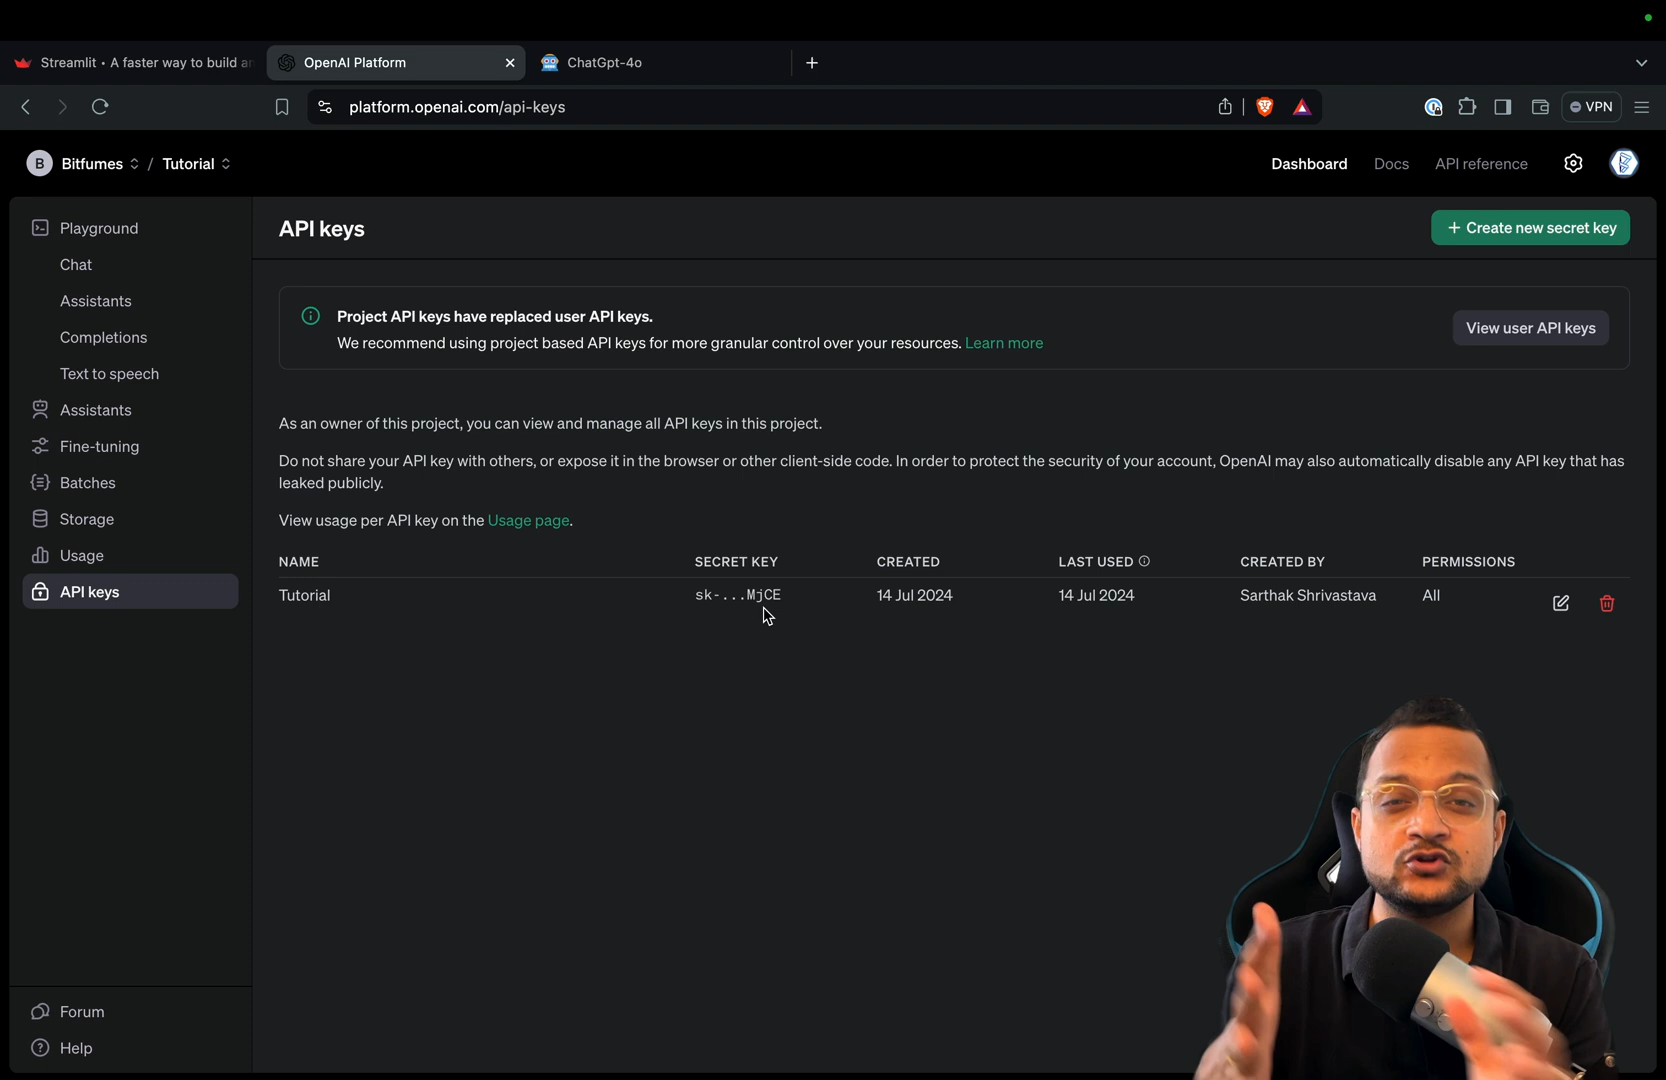 Streamlit • A faster way to build an
OpenAI Platform
ChatGpt-4o
platform.openai.com/api-keys
VPN
B Bitfumes / Tutorial
Dashboard Docs API reference
Playground
Chat
Assistants
Completions
Text to speech
Assistants
Fine-tuning
Batches
Storage
Usage
API keys
Forum
Help
API keys
+ Create new secret key
Project API keys have replaced user API keys.
We recommend using project based API keys for more granular control over your resources. Learn more
View user API keys
As an owner of this project, you can view and manage all API keys in this project.
Do not share your API key with others, or expose it in the browser or other client-side code. In order to protect the security of your account, OpenAI may also automatically disable any API key that has
leaked publicly.
View usage per API key on the Usage page.
NAME SECRET KEY CREATED LAST USED CREATED BY PERMISSIONS
Tutorial sk-...MjCE 14 Jul 2024 14 Jul 2024 Sarthak Shrivastava All